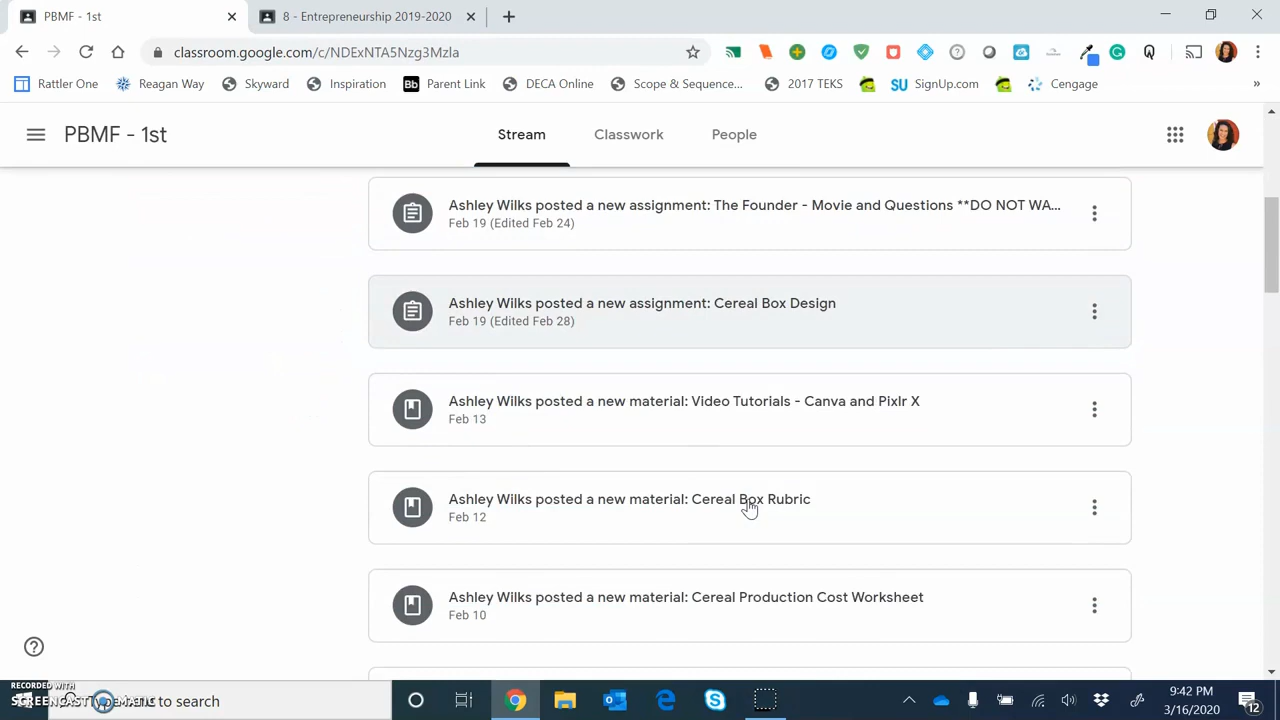 PBMF - 1st
8 - Entrepreneurship 2019-2020
classroom.google.com/c/NDExNTA5Nzg3Mzla
Rattler One
Reagan Way
Skyward
Inspiration
Bb Parent Link
DECA Online
Scope & Sequence...
2017 TEKS
SU SignUp.com
Cengage
»
PBMF - 1st
Stream
Classwork
People
Ashley Wilks posted a new assignment: The Founder - Movie and Questions **DO NOT WA...
Feb 19 (Edited Feb 24)
Ashley Wilks posted a new assignment: Cereal Box Design
Feb 19 (Edited Feb 28)
Ashley Wilks posted a new material: Video Tutorials - Canva and Pixlr X
Feb 13
Ashley Wilks posted a new material: Cereal Box Rubric
Feb 12
Ashley Wilks posted a new material: Cereal Production Cost Worksheet
Feb 10
RECORDED WITH
SCREENCAST-O-MATIC
to search
9:42 PM
3/16/2020
12